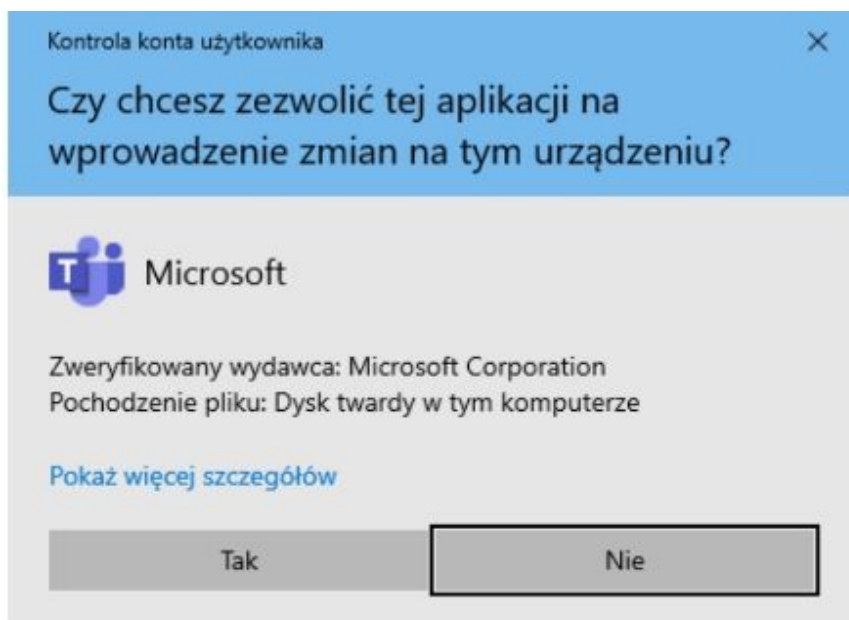 Kontrola konta użytkownika
Czy chcesz zezwolić tej aplikacji na
wprowadzenie zmian na tym urządzeniu?
T
Microsoft
Zweryfikowany wydawca: Microsoft Corporation
Pochodzenie pliku: Dysk twardy w tym komputerze
Pokaż więcej szczegółów
Tak
Nie